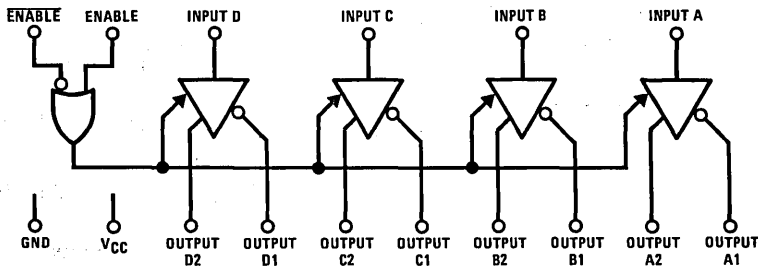 ENABLE ENABLE INPUT D INPUT C INPUT B INPUT A
GND VCC OUTPUT D2 OUTPUT D1 OUTPUT C2 OUTPUT C1 OUTPUT B2 OUTPUT B1 OUTPUT A2 OUTPUT A1